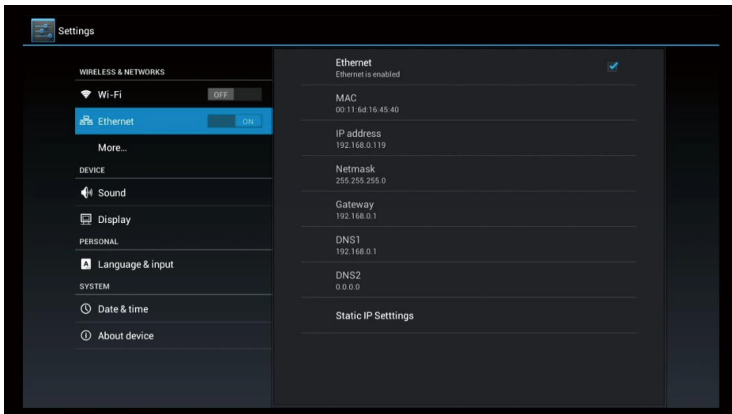 Settings
WIRELESS & NETWORKS
Wi-Fi
OFF
Ethernet
ON
More...
DEVICE
Sound
Display
PERSONAL
A
Language & input
SYSTEM
Date & time
About device
Ethernet
Ethernet is enabled
MAC
00:11:6d:16:45:40
IP address
192.168.0.119
Netmask
255.255.255.0
Gateway
192.168.0.1
DNS1
192.168.0.1
DNS2
0.0.0.0
Static IP Setttings